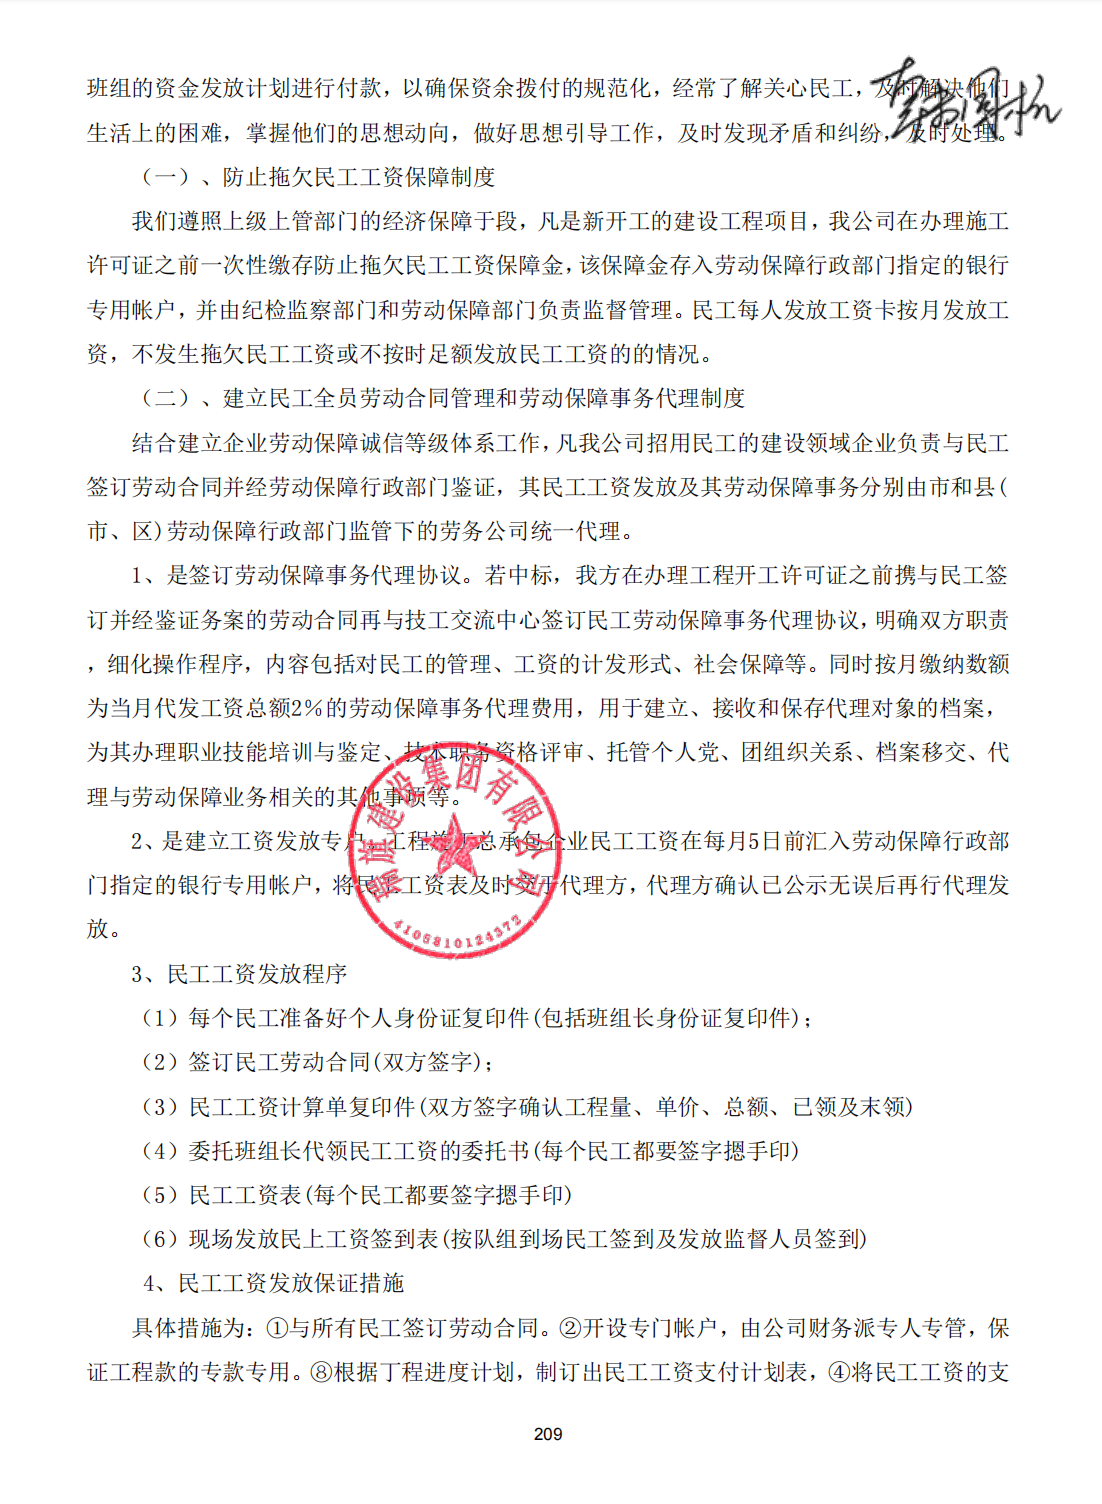 班组的资金发放计划进行付款，以确保资余拨付的规范化，经常了解关心民工，及时解决他们
生活上的困难，掌握他们的思想动向，做好思想引导工作，及时发现矛盾和纠纷，及时处理。
（一）、防止拖欠民工工资保障制度
我们遵照上级上管部门的经济保障于段，凡是新开工的建设工程项目，我公司在办理施工
许可证之前一次性缴存防止拖欠民工工资保障金，该保障金存入劳动保障行政部门指定的银行
专用帐户，并由纪检监察部门和劳动保障部门负责监督管理。民工每人发放工资卡按月发放工
资，不发生拖欠民工工资或不按时足额发放民工工资的的情况。
（二）、建立民工全员劳动合同管理和劳动保障事务代理制度
结合建立企业劳动保障诚信等级体系工作，凡我公司招用民工的建设领域企业负责与民工
签订劳动合同并经劳动保障行政部门鉴证，其民工工资发放及其劳动保障事务分别由市和县(
市、区)劳动保障行政部门监管下的劳务公司统一代理。
1、是签订劳动保障事务代理协议。若中标，我方在办理工程开工许可证之前携与民工签
订并经鉴证务案的劳动合同再与技工交流中心签订民工劳动保障事务代理协议，明确双方职责
，细化操作程序，内容包括对民工的管理、工资的计发形式、社会保障等。同时按月缴纳数额
为当月代发工资总额2%的劳动保障事务代理费用，用于建立、接收和保存代理对象的档案，
为其办理职业技能培训与鉴定、技术职务资格评审、托管个人党、团组织关系、档案移交、代
理与劳动保障业务相关的其他事项等。
2、是建立工资发放专户。工程施工总承包企业民工工资在每月5日前汇入劳动保障行政部
门指定的银行专用帐户，将民工工资表及时交于代理方，代理方确认已公示无误后再行代理发
放。
旗建设集团有限公司
4105810124372
3、民工工资发放程序
（1）每个民工准备好个人身份证复印件(包括班组长身份证复印件)；
（2）签订民工劳动合同(双方签字)；
（3）民工工资计算单复印件(双方签字确认工程量、单价、总额、已领及末领)
（4）委托班组长代领民工工资的委托书(每个民工都要签字摁手印)
（5）民工工资表(每个民工都要签字摁手印)
（6）现场发放民上工资签到表(按队组到场民工签到及发放监督人员签到)
4、民工工资发放保证措施
具体措施为：①与所有民工签订劳动合同。②开设专门帐户，由公司财务派专人专管，保
证工程款的专款专用。⑧根据丁程进度计划，制订出民工工资支付计划表，④将民工工资的支
209